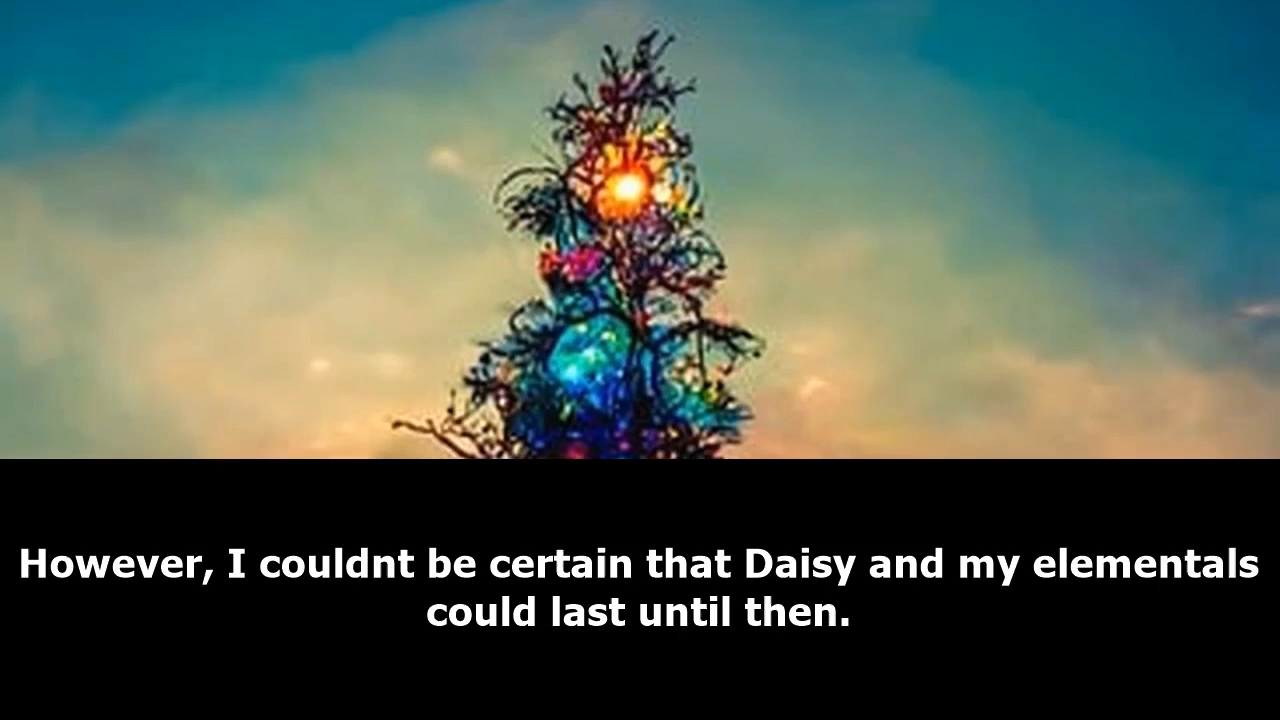 However, I couldnt be certain that Daisy and my elementals
could last until then.